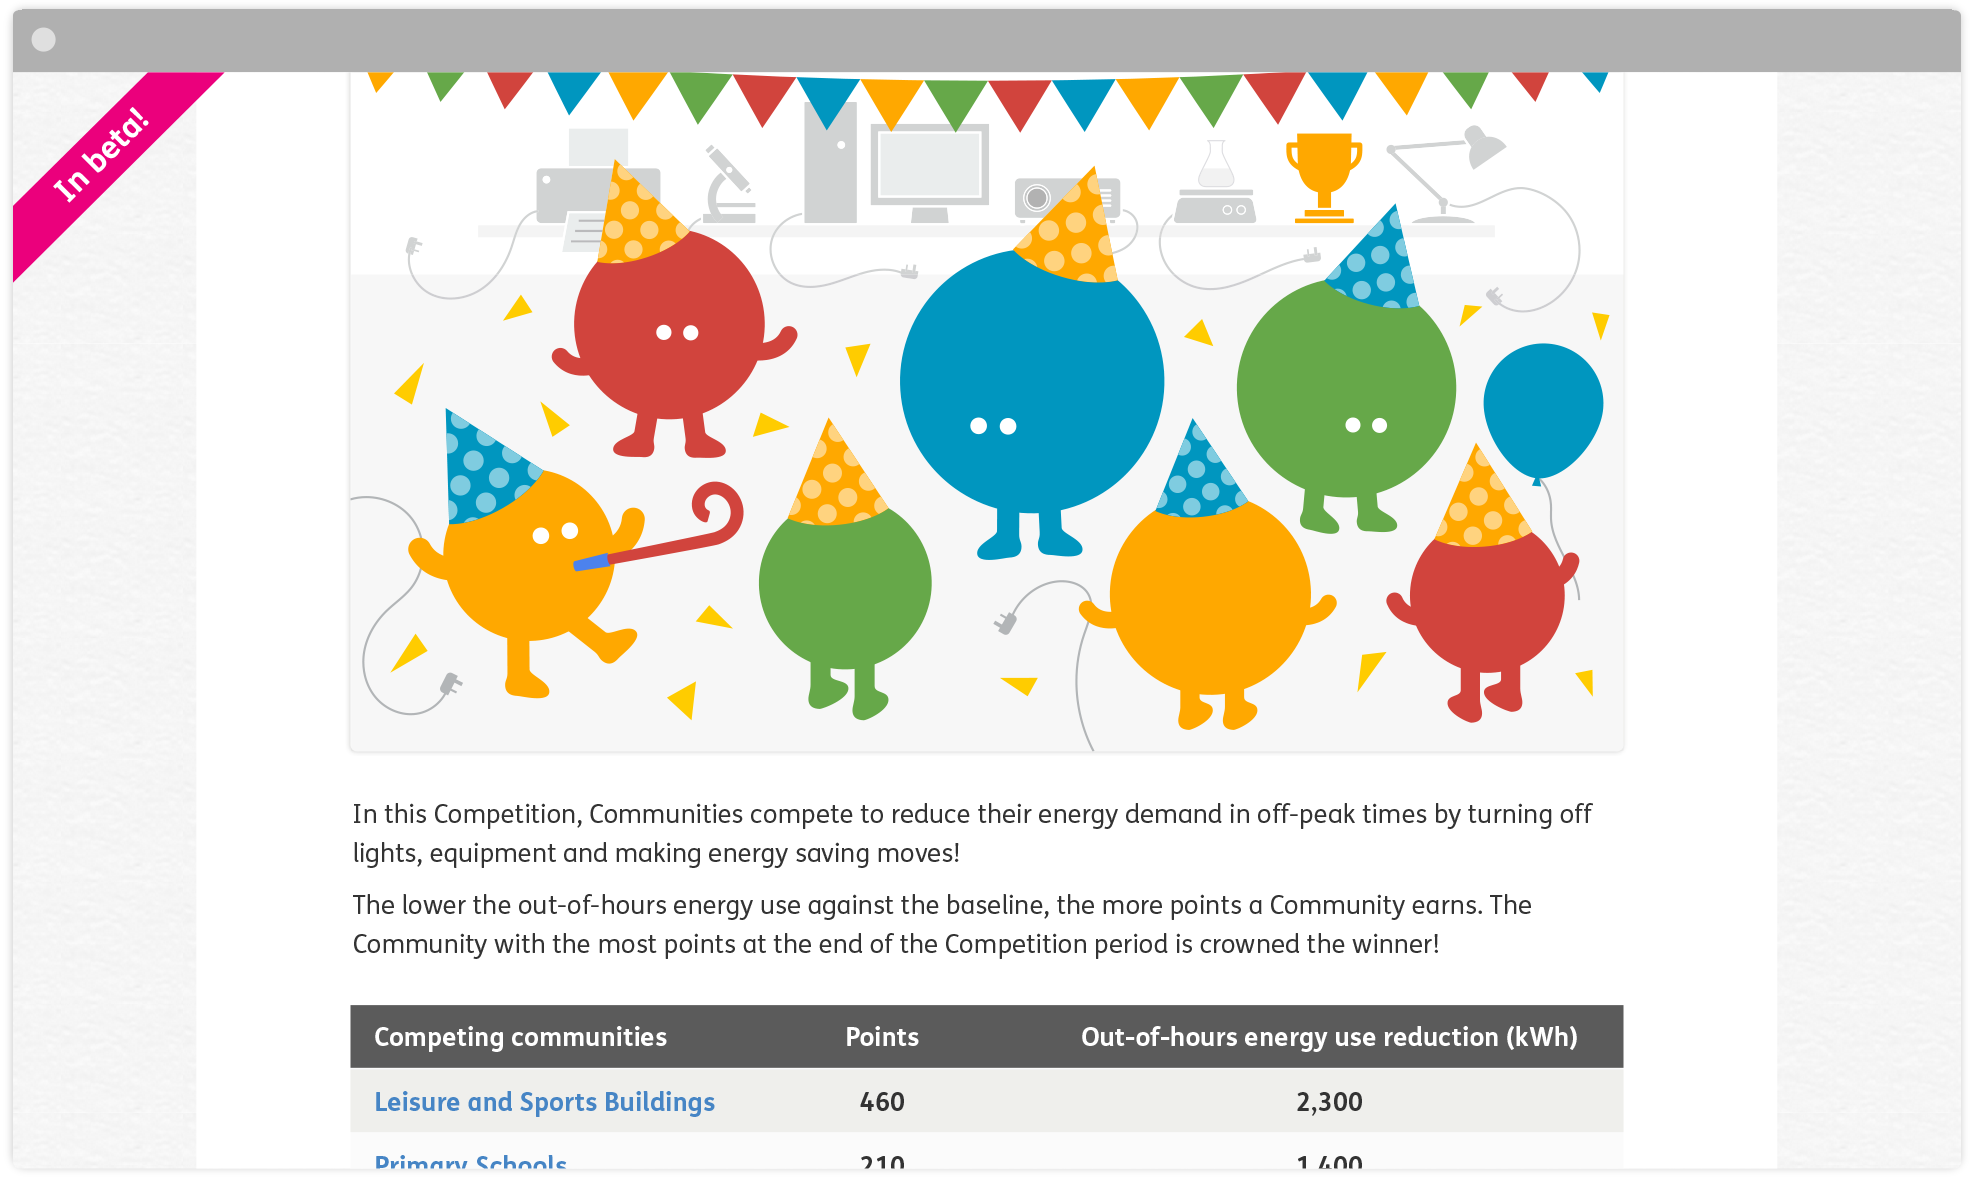 In beta!
In this Competition, Communities compete to reduce their energy demand in off-peak times by turning off
lights, equipment and making energy saving moves!
The lower the out-of-hours energy use against the baseline, the more points a Community earns. The
Community with the most points at the end of the Competition period is crowned the winner!
Competing communities Points Out-of-hours energy use reduction (kWh)
Leisure and Sports Buildings 460 2,300
Primary Schools 210 1,400